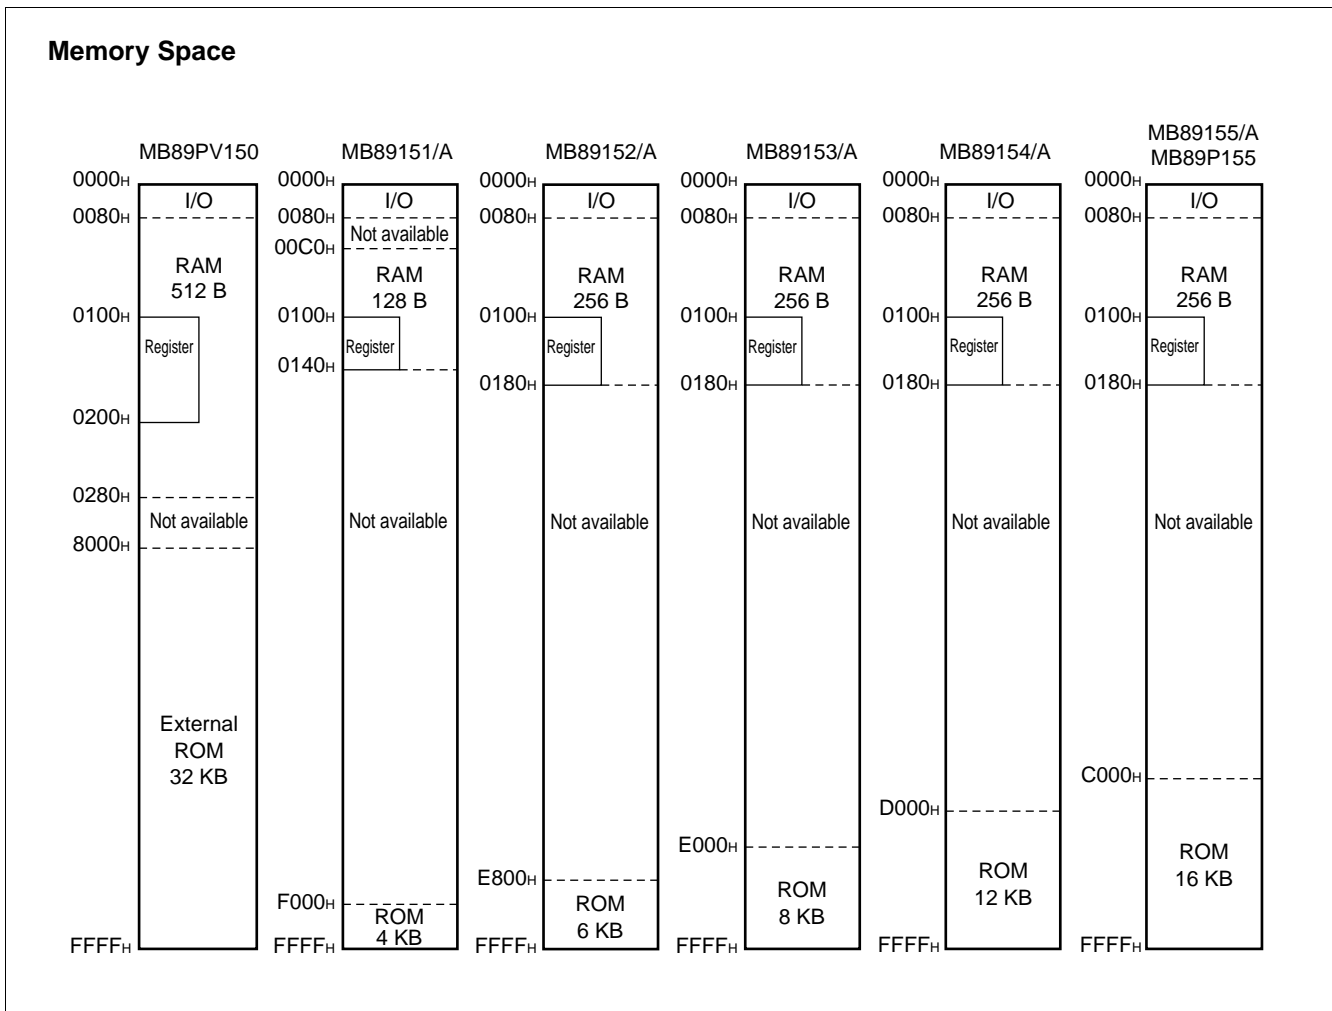 Memory Space
MB89PV150
0000H
I/O
0080H
RAM
512 B
0100H
Register
0200H
0280H
Not available
8000H
External
ROM
32 KB
FFFFH
MB89151/A
0000H
I/O
0080H
Not available
00C0H
RAM
128 B
0100H
Register
0140H
Not available
F000H
ROM
4 KB
FFFFH
MB89152/A
0000H
I/O
0080H
RAM
256 B
0100H
Register
0180H
Not available
E800H
ROM
6 KB
FFFFH
MB89153/A
0000H
I/O
0080H
RAM
256 B
0100H
Register
0180H
Not available
E000H
ROM
8 KB
FFFFH
MB89154/A
0000H
I/O
0080H
RAM
256 B
0100H
Register
0180H
Not available
D000H
ROM
12 KB
FFFFH
MB89155/A
MB89P155
0000H
I/O
0080H
RAM
256 B
0100H
Register
0180H
Not available
C000H
ROM
16 KB
FFFFH